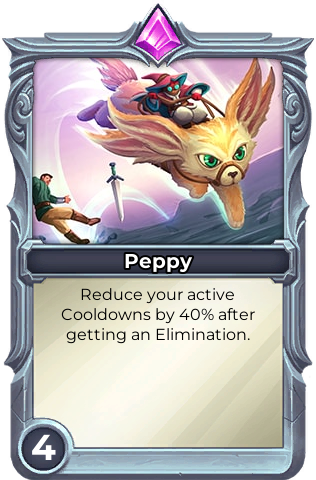 Peppy
Reduce your active
Cooldowns by 40% after
getting an Elimination.
4